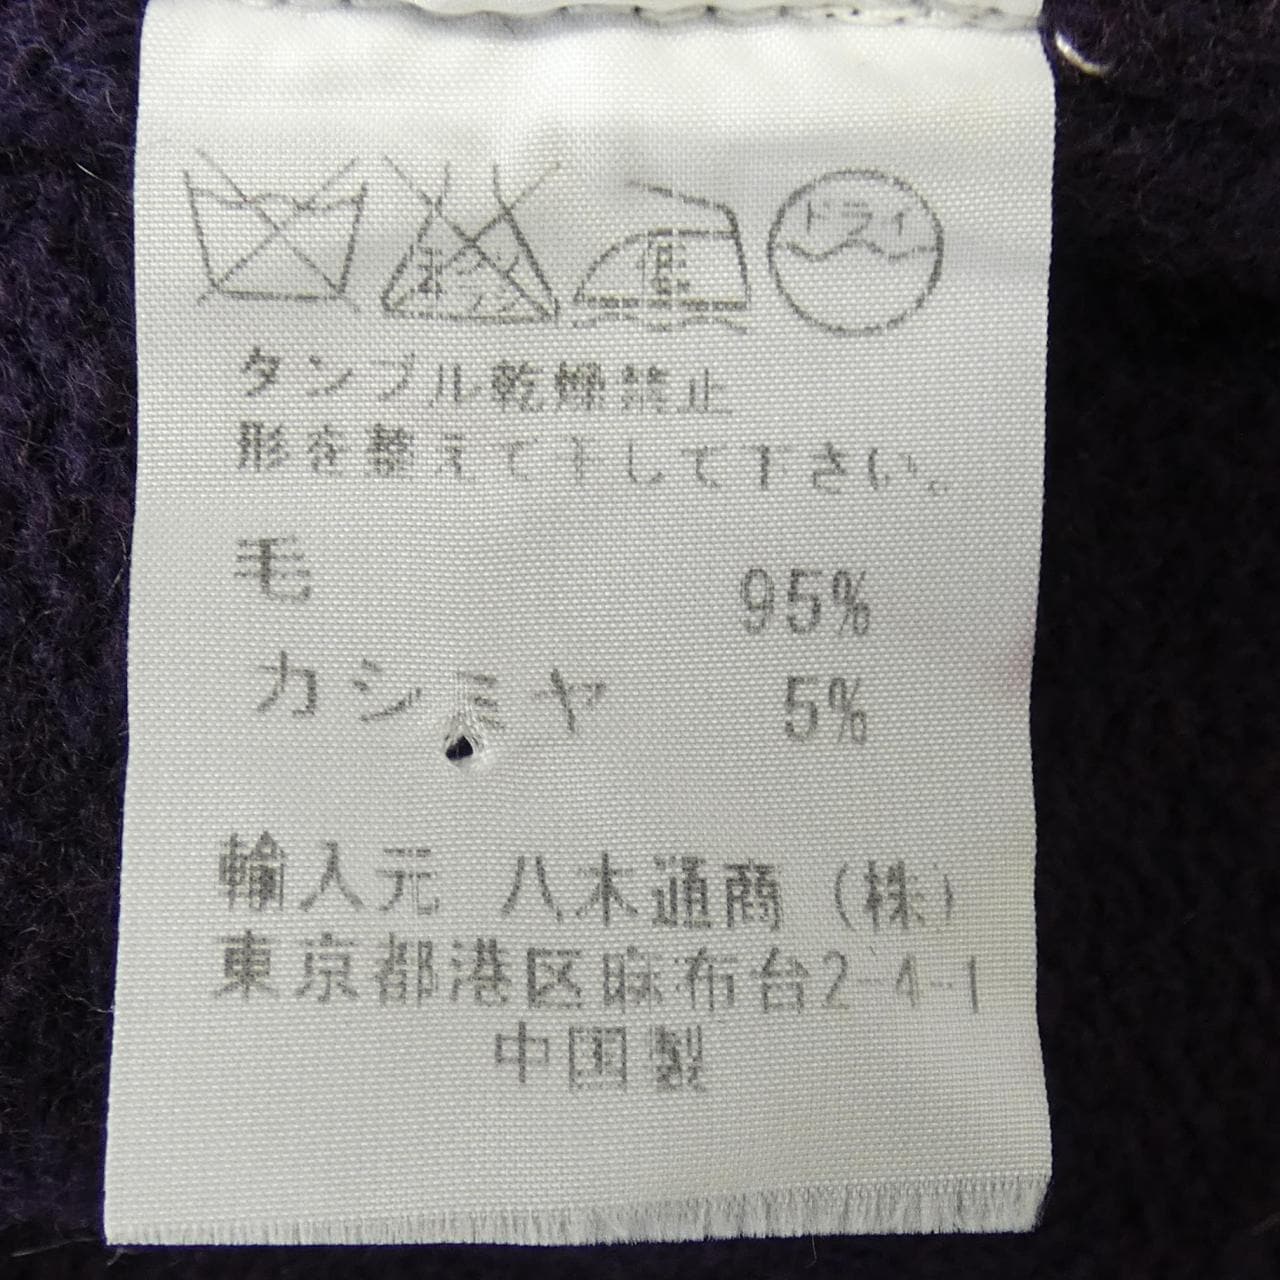 低 ドライ
タンブル乾燥禁止
形を整えて干して下さい。
毛 95%
カシミヤ 5%
輸入元 八木通商(株)
東京都港区麻布台2-4-1
中国製